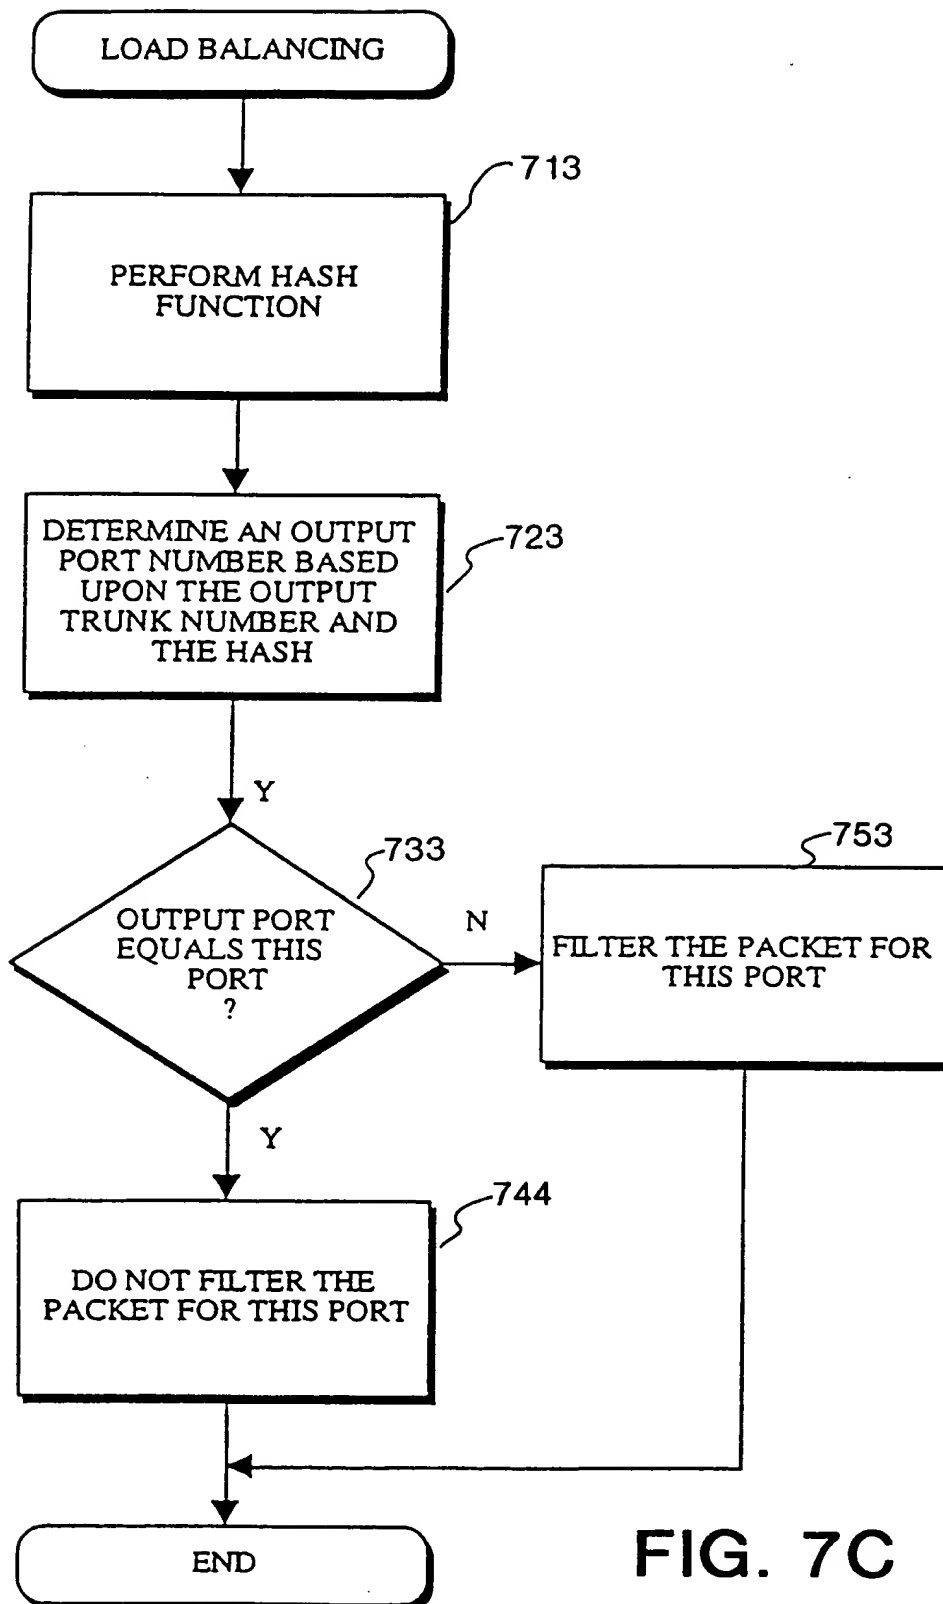 LOAD BALANCING
713
PERFORM HASH
FUNCTION
DETERMINE AN OUTPUT
PORT NUMBER BASED
UPON THE OUTPUT
TRUNK NUMBER AND
THE HASH
723
Y
733
753
OUTPUT PORT
EQUALS THIS
PORT
?
N
FILTER THE PACKET FOR
THIS PORT
Y
744
DO NOT FILTER THE
PACKET FOR THIS PORT
END
FIG. 7C